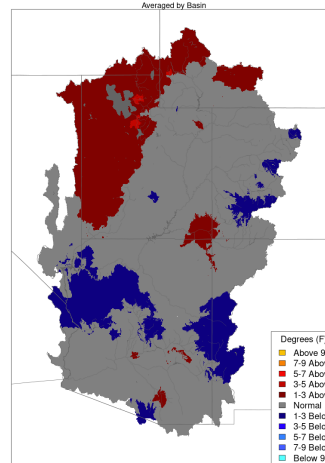 Averaged by Basin
Degrees (F)
Above 9
7-9 Abov
5-7 Abov
3-5 Abov
1-3 Abov
Normal
1-3 Belo
3-5 Belo
5-7 Belo
7-9 Belo
Below 9